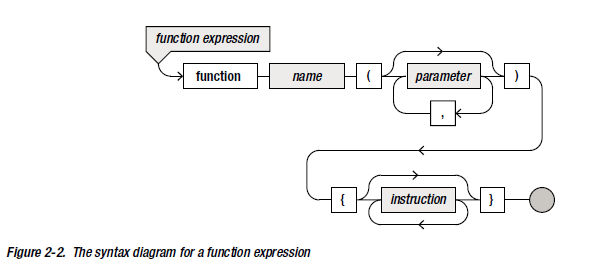 function expression
function name ( parameter )
,
{ instruction }
Figure 2-2. The syntax diagram for a function expression